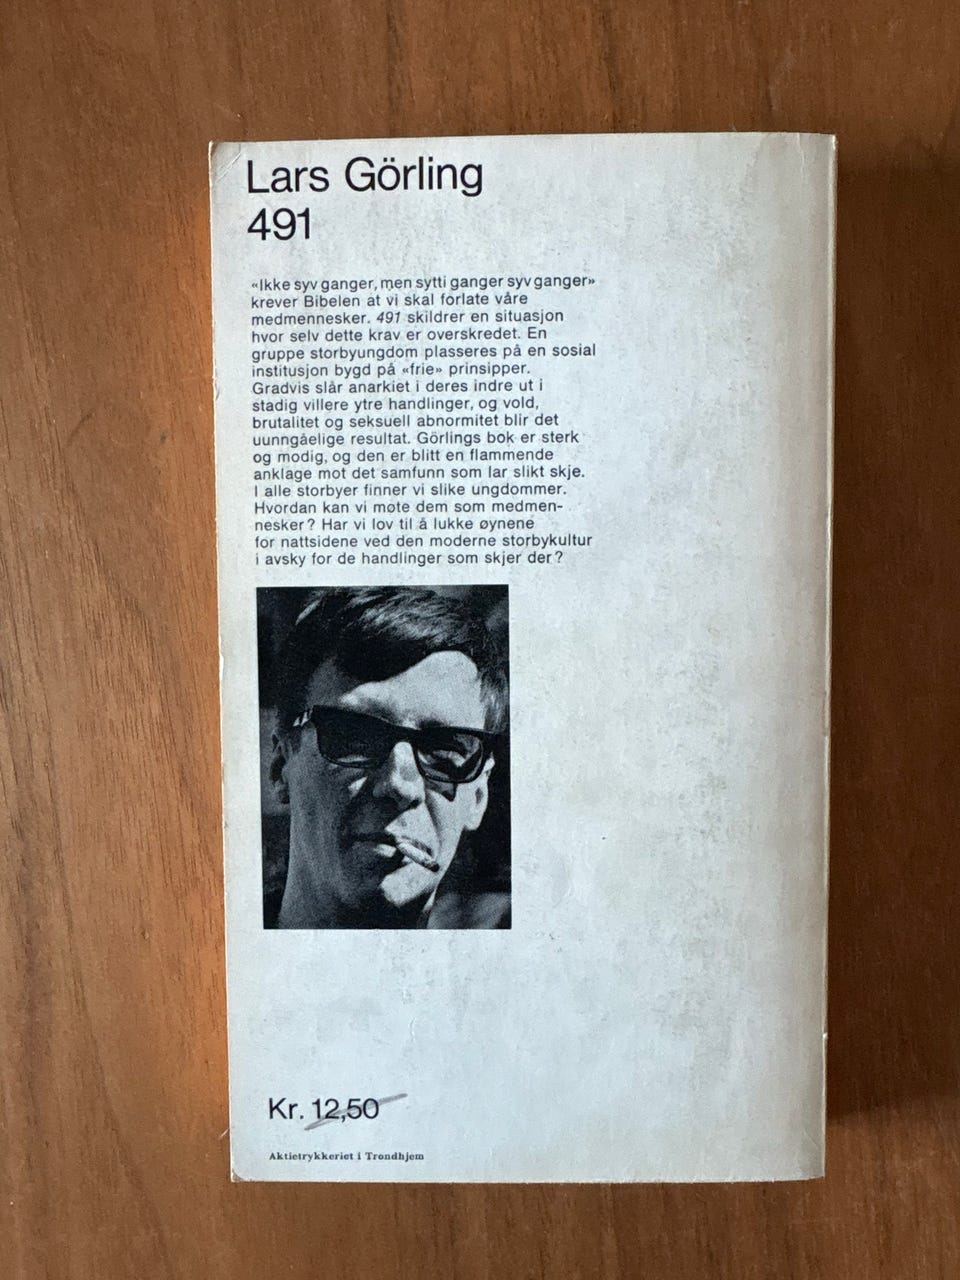 Lars Görling
491
«Ikke syv ganger, men sytti ganger syv ganger»
krever Bibelen at vi skal forlate våre
medmennesker. 491 skildrer en situasjon
hvor selv dette krav er overskredet. En
gruppe storbyungdom plasseres på en sosial
institusjon bygd på «frie» prinsipper.
Gradvis slår anarkiet i deres indre ut i
stadig villere ytre handlinger, og vold,
brutalitet og seksuell abnormitet blir det
uunngåelige resultat. Görlings bok er sterk
og modig, og den er blitt en flammende
anklage mot det samfunn som lar slikt skje.
I alle storbyer finner vi slike ungdommer.
Hvordan kan vi møte dem som medmen-
nesker? Har vi lov til å lukke øynene
for nattsidene ved den moderne storbykultur
i avsky for de handlinger som skjer der?
Kr. 12,50
Aktietrykkeriet i Trondhjem